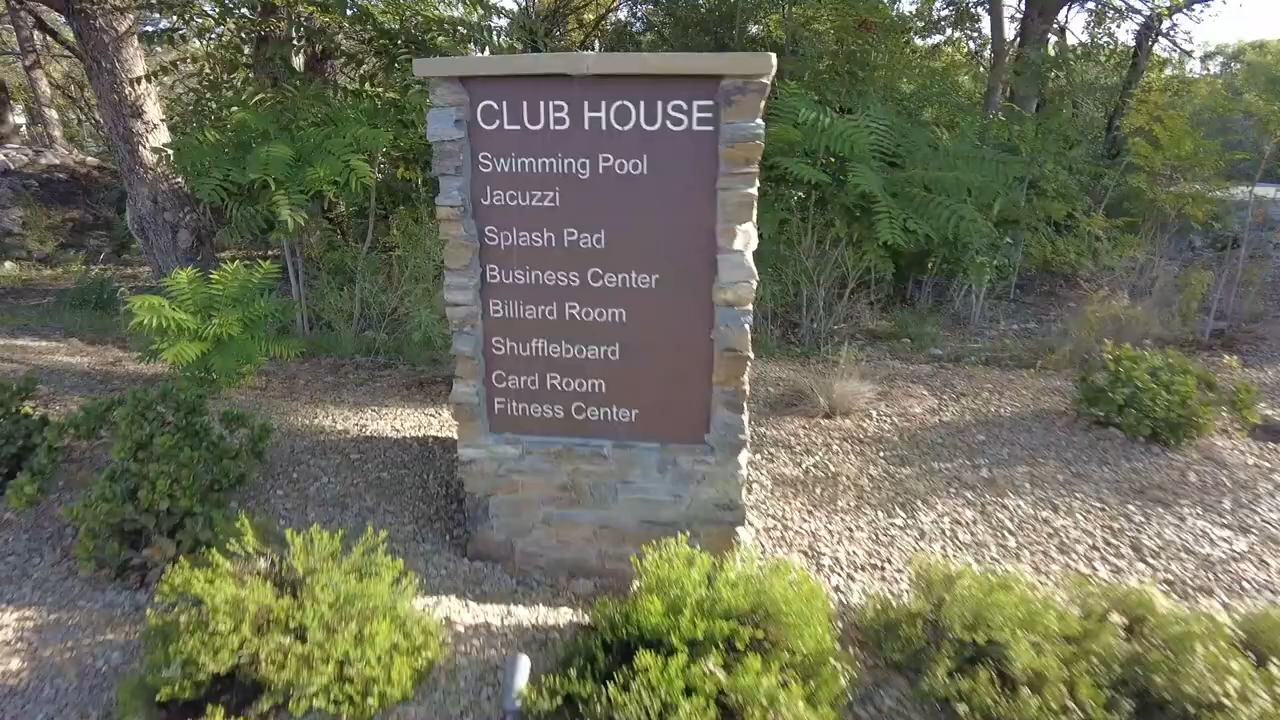 CLUB HOUSE
Swimming Pool
Jacuzzi
Splash Pad
Business Center
Billiard Room
Shuffleboard
Card Room
Fitness Center